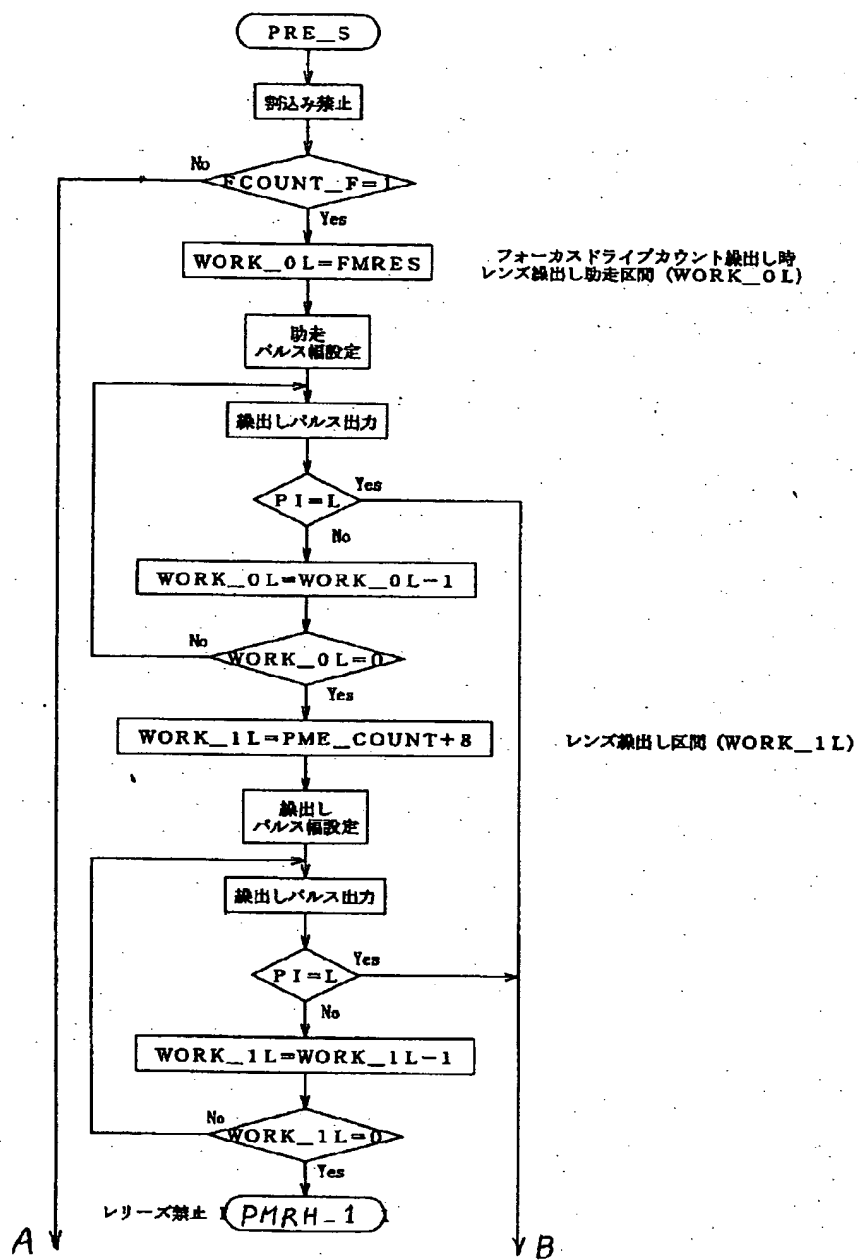 PRE_S
割込み禁止
No
FCOUNT_F=1
Yes
WORK_0L=FMRES
フォーカスドライブカウント繰出し時
レンズ繰出し助走区間 (WORK_0L)
助走
パルス幅設定
繰出しパルス出力
PI=L
Yes
No
WORK_0L=WORK_0L-1
No
WORK_0L=0
Yes
WORK_1L=PME_COUNT+8
レンズ繰出し区間 (WORK_1L)
繰出し
パルス幅設定
繰出しパルス出力
PI=L
Yes
No
WORK_1L=WORK_1L-1
No
WORK_1L=0
Yes
レリーズ禁止
PMRH-1
A
B